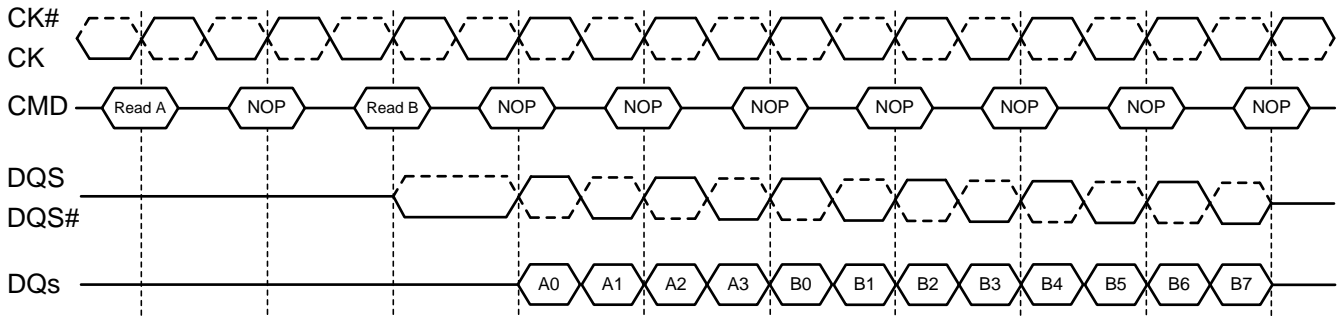 CK#
CK
CMD Read A NOP Read B NOP NOP NOP NOP NOP NOP NOP
DQS
DQS#
DQs A0 A1 A2 A3 B0 B1 B2 B3 B4 B5 B6 B7